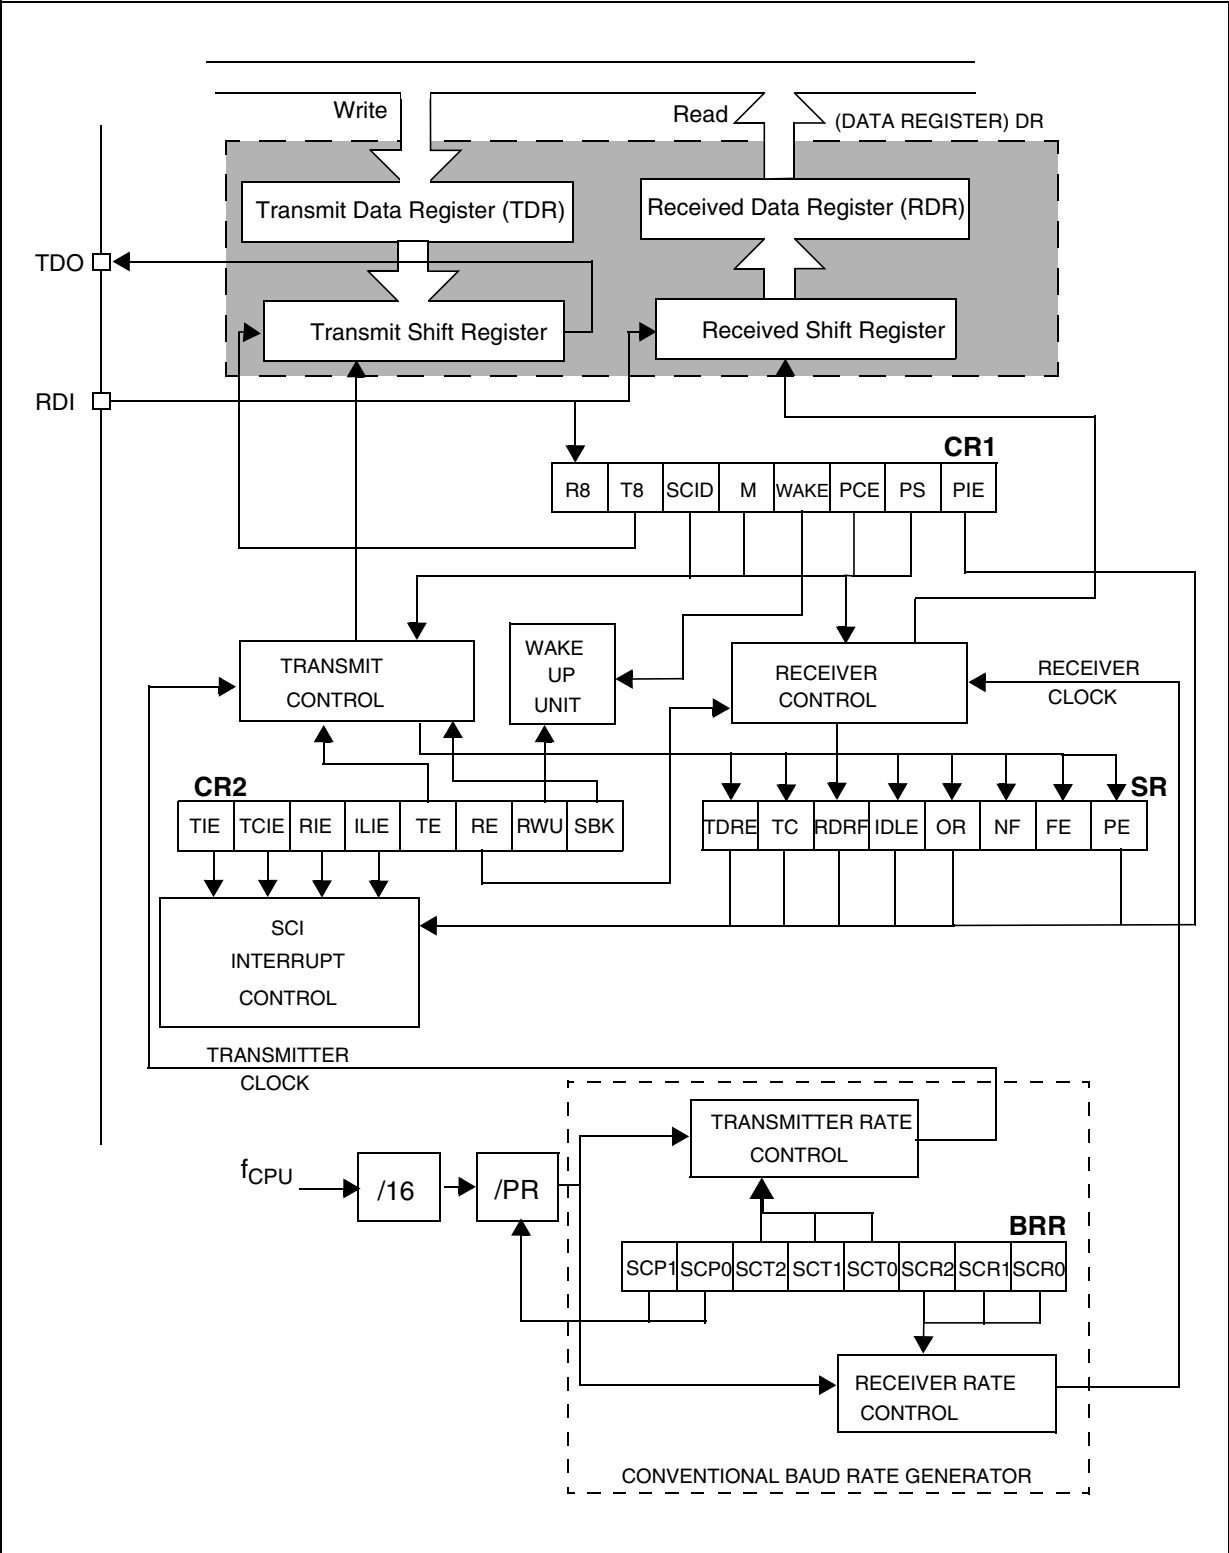 Write
Read
(DATA REGISTER) DR
Transmit Data Register (TDR)
Received Data Register (RDR)
TDO
Transmit Shift Register
Received Shift Register
RDI
CR1
R8 T8 SCID M WAKE PCE PS PIE
TRANSMIT
CONTROL
WAKE
UP
UNIT
RECEIVER
CONTROL
RECEIVER
CLOCK
CR2
TIE TCIE RIE ILIE TE RE RWU SBK
SR
TDRE TC RDRF IDLE OR NF FE PE
SCI
INTERRUPT
CONTROL
TRANSMITTER
CLOCK
TRANSMITTER RATE
CONTROL
fCPU
/16
/PR
BRR
SCP1 SCP0 SCT2 SCT1 SCT0 SCR2 SCR1 SCR0
RECEIVER RATE
CONTROL
CONVENTIONAL BAUD RATE GENERATOR